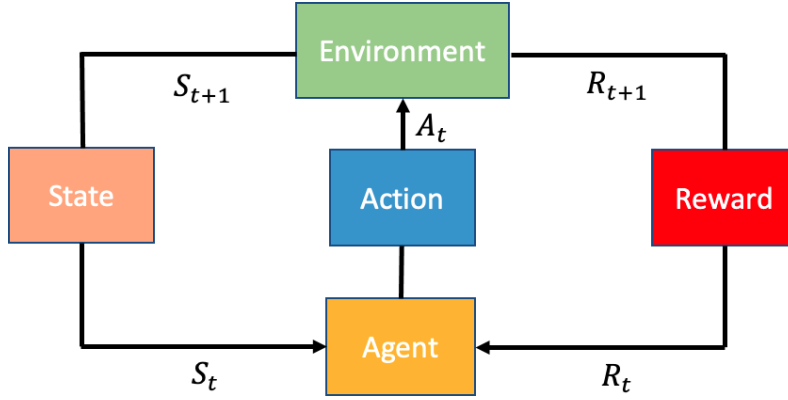 Environment
S_{t+1}
R_{t+1}
A_t
State
Action
Reward
Agent
S_t
R_t